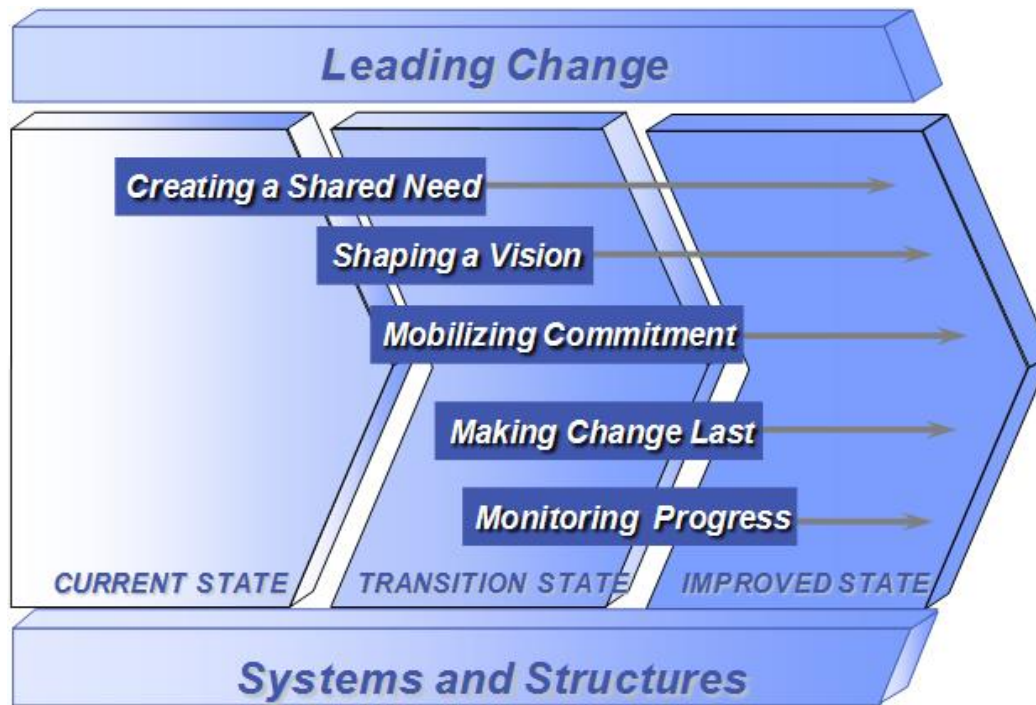 Leading Change
Creating a Shared Need
Shaping a Vision
Mobilizing Commitment
Making Change Last
Monitoring Progress
CURRENT STATE
TRANSITION STATE
IMPROVED STATE
Systems and Structures